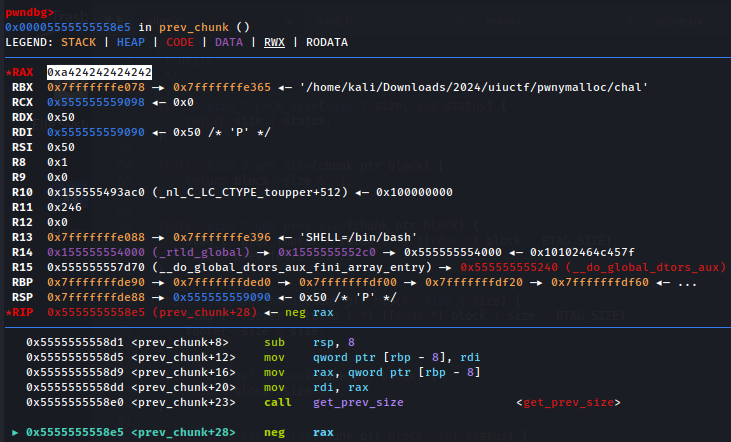 pwndbg>
0x00005555555558e5 in prev_chunk ()
LEGEND: STACK | HEAP | CODE | DATA | RWX | RODATA
*RAX  0xa424242424242
 RBX  0x7fffffffe078 —▸ 0x7fffffffe365 ◂— '/home/kali/Downloads/2024/uiuctf/pwnymalloc/chal'
 RCX  0x555555559098 ◂— 0x0
 RDX  0x50
 RDI  0x555555559090 ◂— 0x50 /* 'P' */
 RSI  0x50
 R8   0x1
 R9   0x0
 R10  0x155555493ac0 (_nl_C_LC_CTYPE_toupper+512) ◂— 0x100000000
 R11  0x246
 R12  0x0
 R13  0x7fffffffe088 —▸ 0x7fffffffe396 ◂— 'SHELL=/bin/bash'
 R14  0x155555554000 (_rtld_global) —▸ 0x1555555552c0 —▸ 0x555555554000 ◂— 0x10102464c457f
 R15  0x555555557d70 (__do_global_dtors_aux_fini_array_entry) —▸ 0x555555555240 (__do_global_dtors_aux)
 RBP  0x7fffffffde90 —▸ 0x7fffffffded0 —▸ 0x7fffffffdf00 —▸ 0x7fffffffdf20 —▸ 0x7fffffffdf60 ◂— ...
 RSP  0x7fffffffde88 —▸ 0x555555559090 ◂— 0x50 /* 'P' */
*RIP  0x5555555558e5 (prev_chunk+28) ◂— neg rax
   0x5555555558d1 <prev_chunk+8>     sub    rsp, 8
   0x5555555558d5 <prev_chunk+12>    mov    qword ptr [rbp - 8], rdi
   0x5555555558d9 <prev_chunk+16>    mov    rax, qword ptr [rbp - 8]
   0x5555555558dd <prev_chunk+20>    mov    rdi, rax
   0x5555555558e0 <prev_chunk+23>    call   get_prev_size                <get_prev_size>
 ► 0x5555555558e5 <prev_chunk+28>    neg    rax